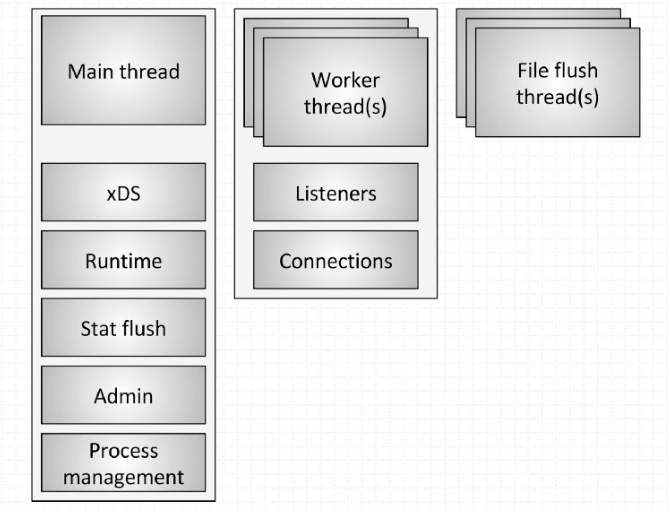 Main thread
xDS
Runtime
Stat flush
Admin
Process
management
Worker
thread(s)
Listeners
Connections
File flush
thread(s)